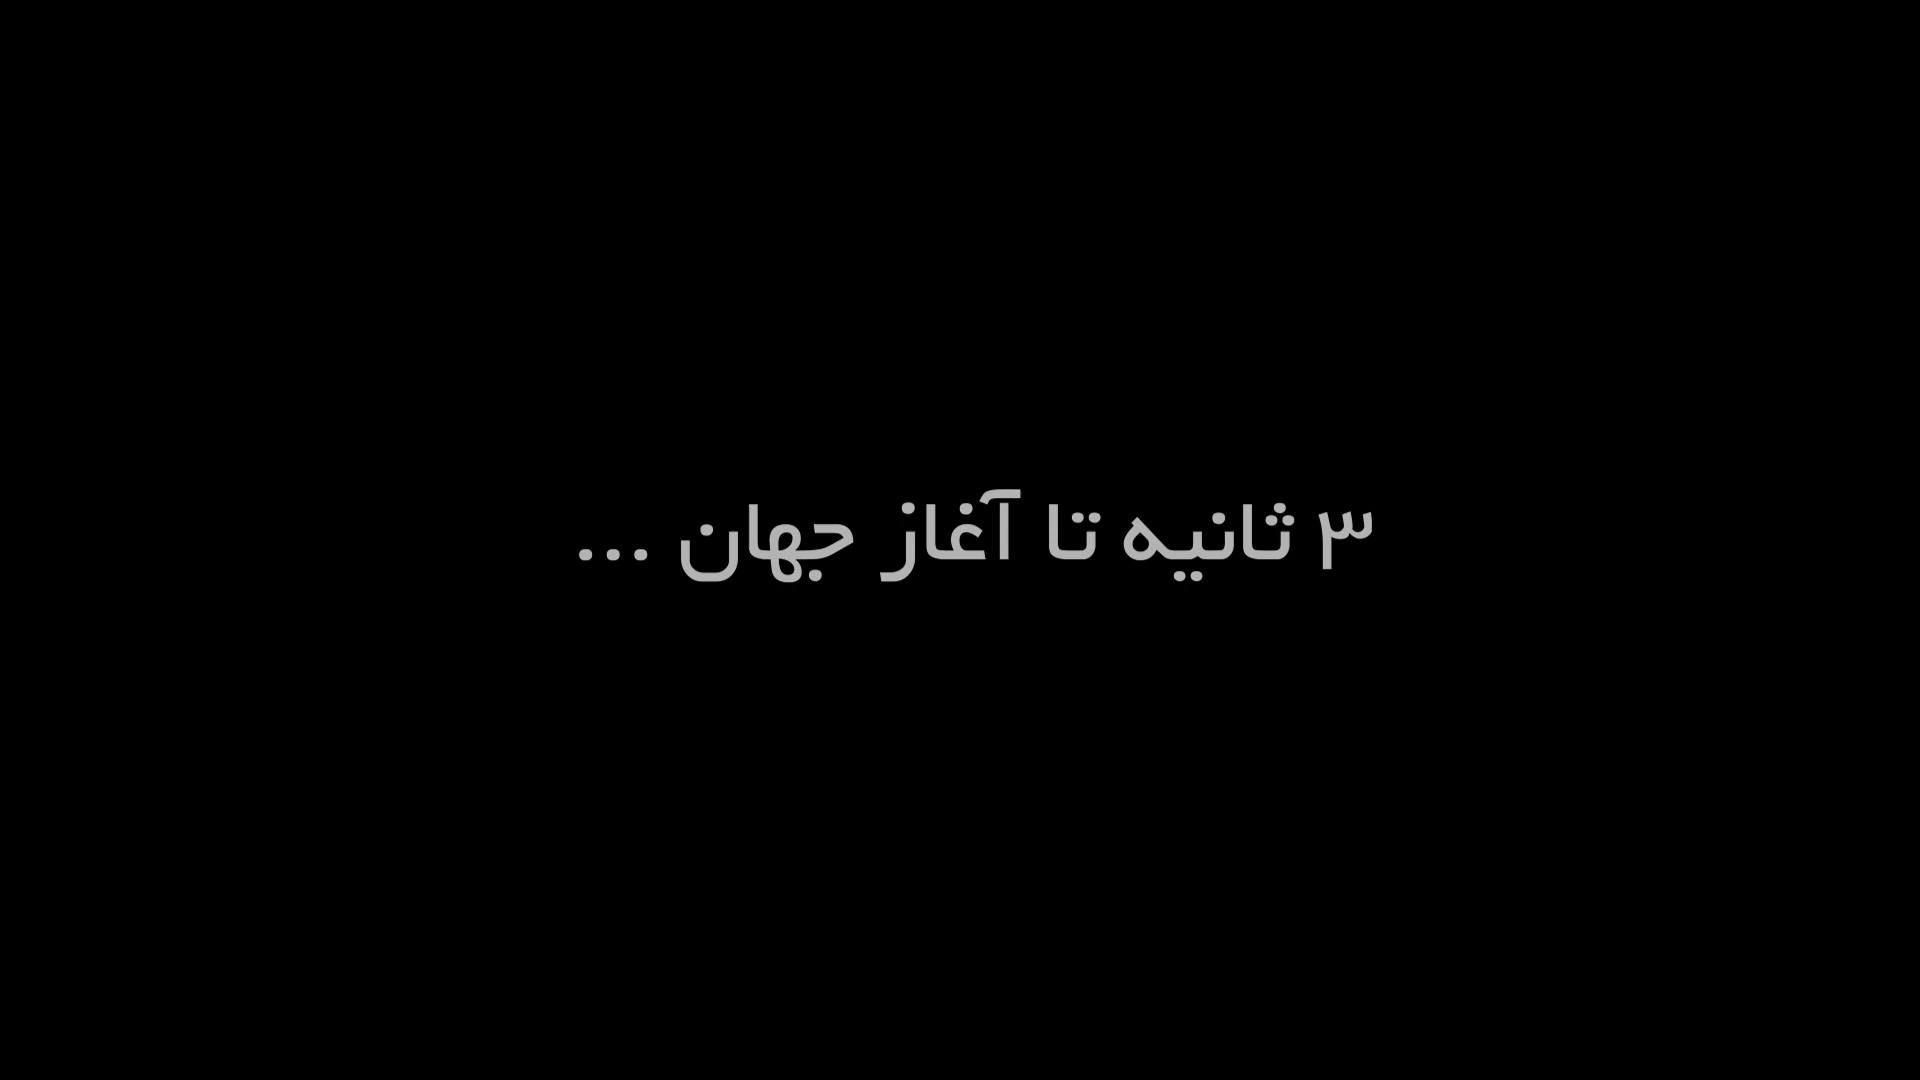 ۳ ثانیه تا آغاز جهان ...